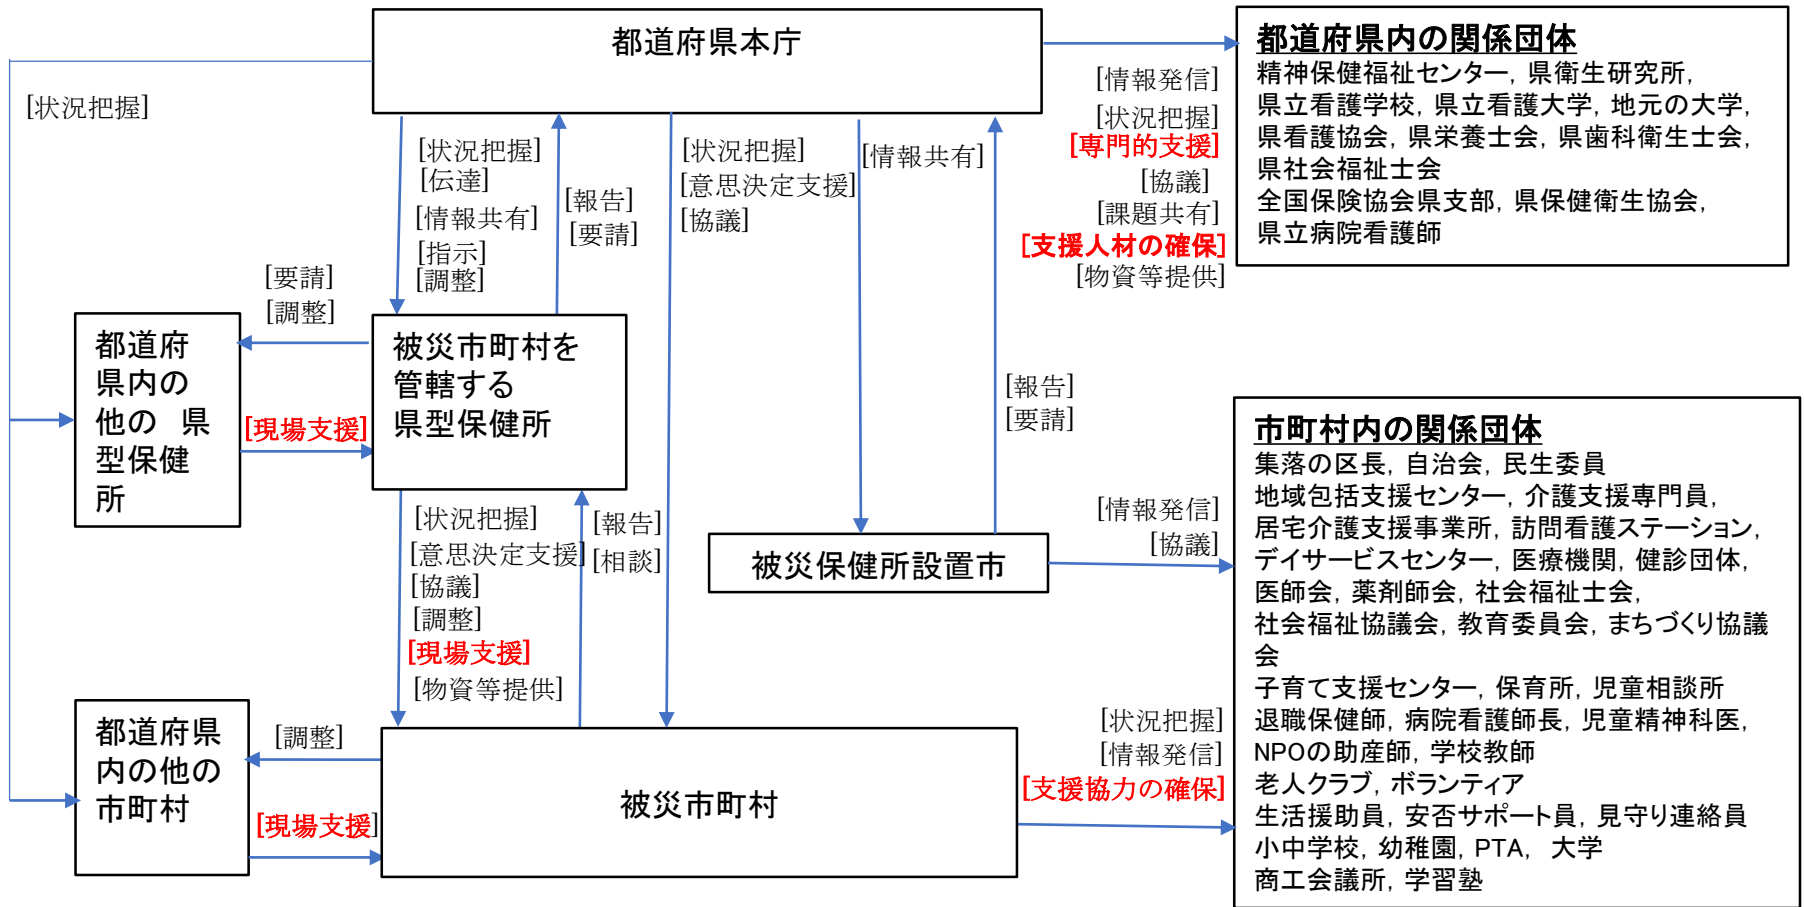 都道府県本庁
都道府県内の関係団体
精神保健福祉センター, 県衛生研究所,
県立看護学校, 県立看護大学, 地元の大学,
県看護協会, 県栄養士会, 県歯科衛生士会,
県社会福祉士会
全国保険協会県支部, 県保健衛生協会,
県立病院看護師
[情報発信]
[状況把握]
[専門的支援]
[協議]
[課題共有]
[支援人材の確保]
[物資等提供]
[状況把握]
[状況把握]
[伝達]
[情報共有]
[指示]
[調整]
[報告]
[要請]
[状況把握]
[意思決定支援]
[協議]
[情報共有]
[報告]
[要請]
[要請]
[調整]
都道府
県内の
他の 県
型保健
所
[現場支援]
被災市町村を
管轄する
県型保健所
[状況把握]
[意思決定支援]
[協議]
[調整]
[現場支援]
[物資等提供]
[報告]
[相談]
被災保健所設置市
[情報発信]
[協議]
市町村内の関係団体
集落の区長, 自治会, 民生委員
地域包括支援センター, 介護支援専門員,
居宅介護支援事業所, 訪問看護ステーション,
デイサービスセンター, 医療機関, 健診団体,
医師会, 薬剤師会, 社会福祉士会,
社会福祉協議会, 教育委員会, まちづくり協議
会
子育て支援センター, 保育所, 児童相談所
退職保健師, 病院看護師長, 児童精神科医,
NPOの助産師, 学校教師
老人クラブ, ボランティア
生活援助員, 安否サポート員, 見守り連絡員
小中学校, 幼稚園, PTA, 大学
商工会議所, 学習塾
都道府県
内の他の
市町村
[調整]
[現場支援]
被災市町村
[状況把握]
[情報発信]
[支援協力の確保]